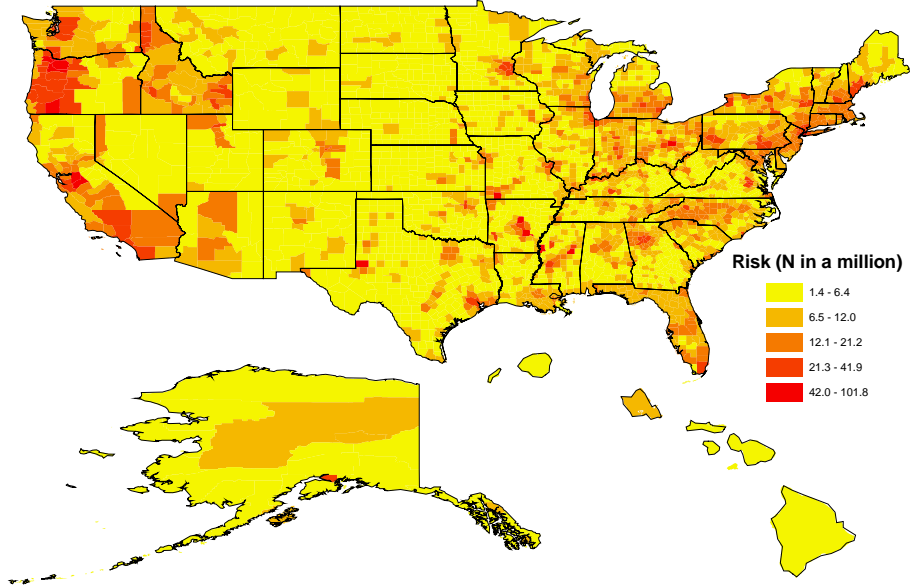 Risk (N in a million)
1.4 - 6.4
6.5 - 12.0
12.1 - 21.2
21.3 - 41.9
42.0 - 101.8